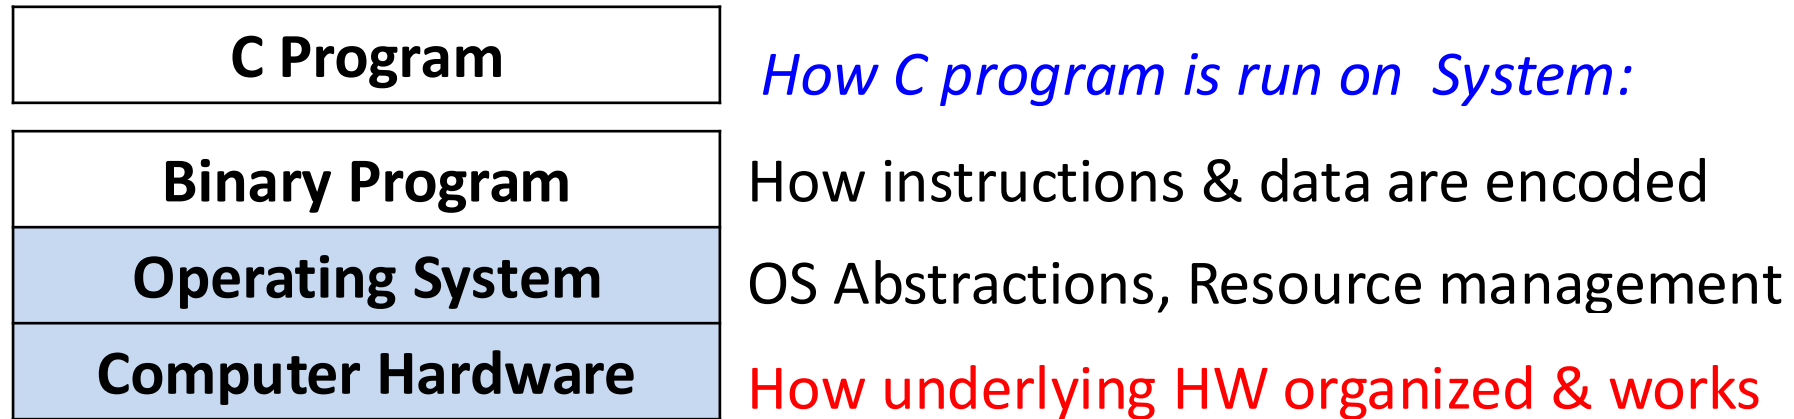 C Program
How C program is run on System:
Binary Program
How instructions & data are encoded
Operating System
OS Abstractions, Resource management
Computer Hardware
How underlying HW organized & works